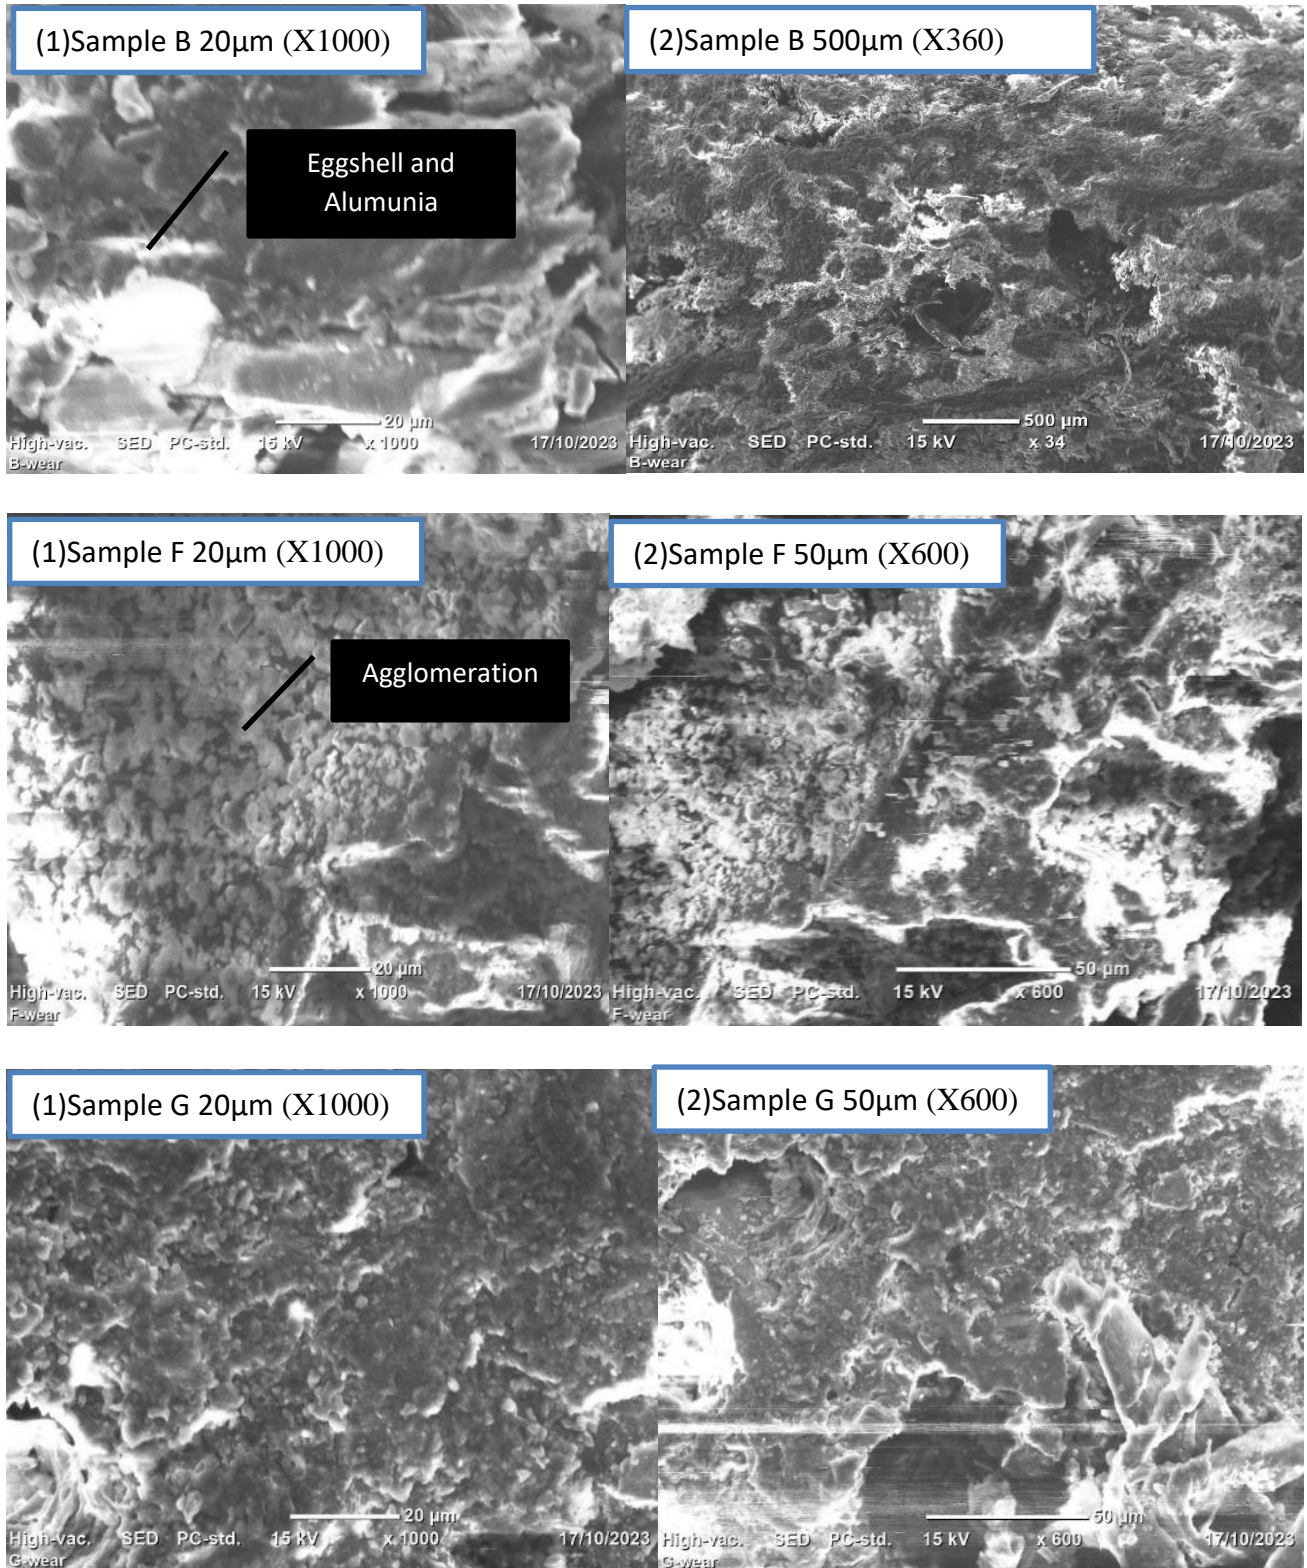 (1)Sample B 20µm (X1000)
Eggshell and
Alumunia
20 µm
High-vac. SED PC-std. 15 kV x 1000 17/10/2023
B-wear
(2)Sample B 500µm (X360)
500 µm
High-vac. SED PC-std. 15 kV x 34 17/10/2023
B-wear
(1)Sample F 20µm (X1000)
Agglomeration
20 µm
High-vac. SED PC-std. 15 kV x 1000 17/10/2023
F-wear
(2)Sample F 50µm (X600)
50 µm
High-vac. SED PC-std. 15 kV x 600 17/10/2023
F-wear
(1)Sample G 20µm (X1000)
20 µm
High-vac. SED PC-std. 15 kV x 1000 17/10/2023
G-wear
(2)Sample G 50µm (X600)
50 µm
High-vac. SED PC-std. 15 kV x 600 17/10/2023
G-wear